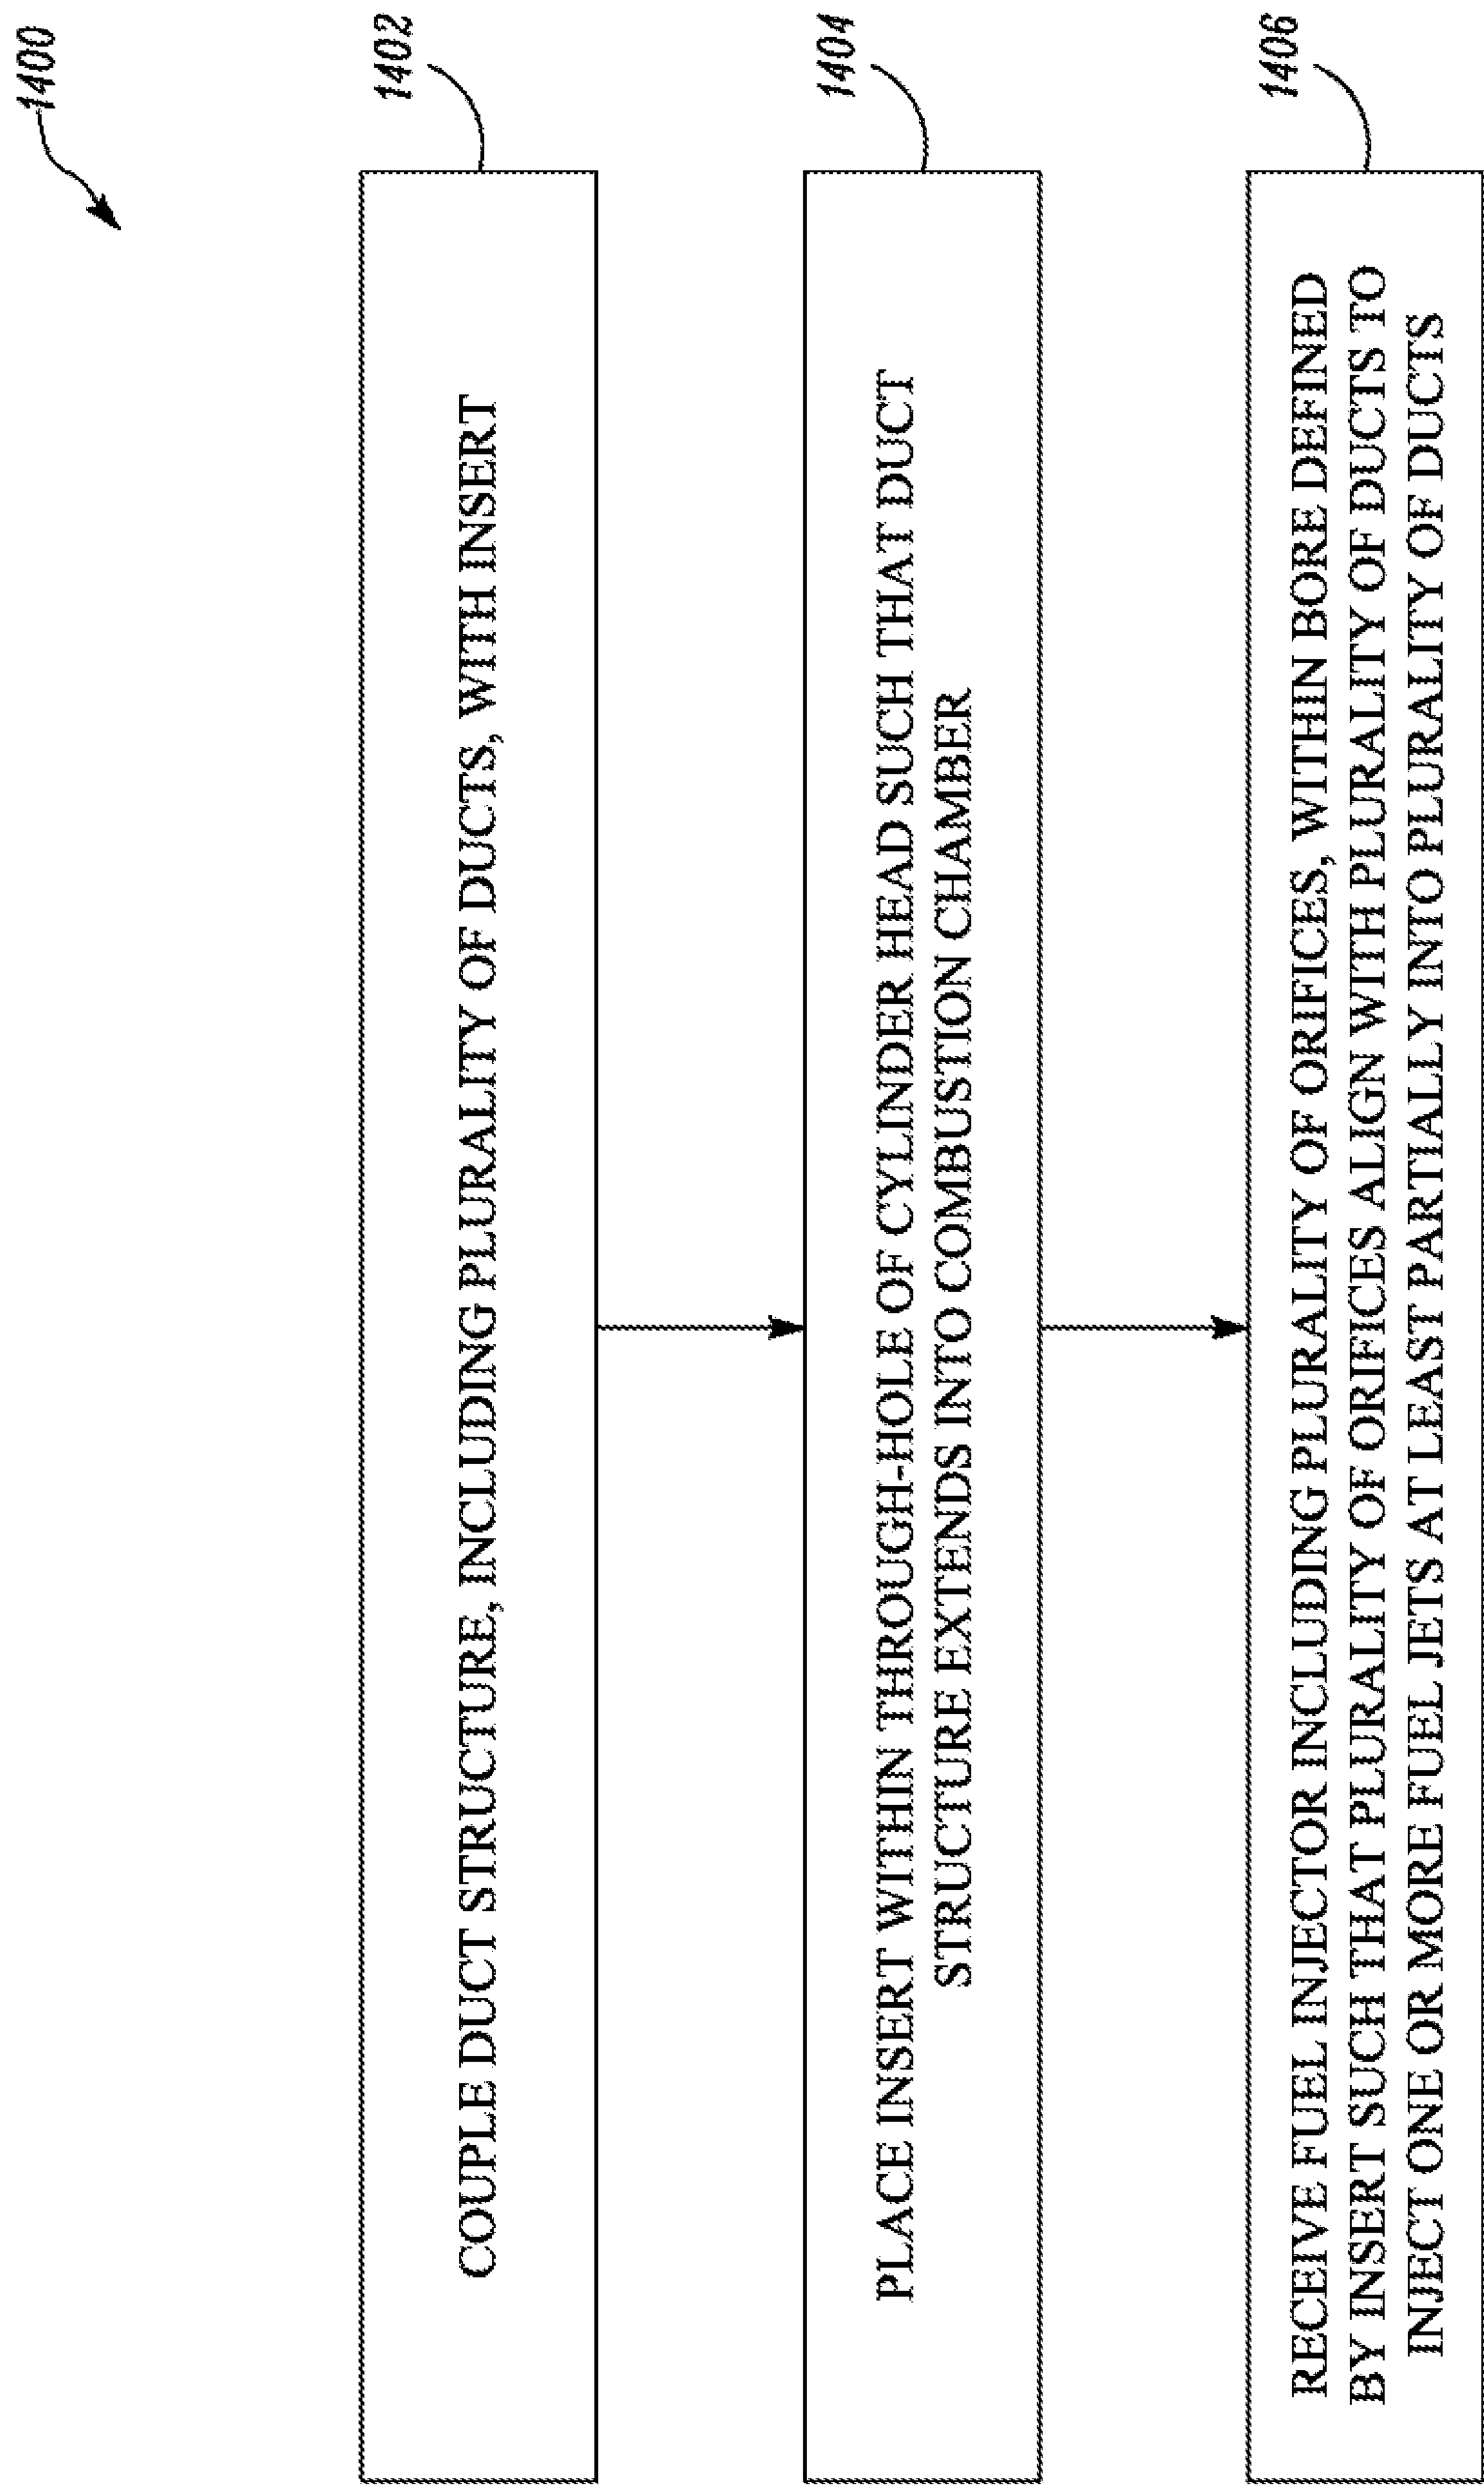 1400
1402
COUPLE DUCT STRUCTURE, INCLUDING PLURALITY OF DUCTS, WITH INSERT
1404
PLACE INSERT WITHIN THROUGH-HOLE OF CYLINDER HEAD SUCH THAT DUCT
STRUCTURE EXTENDS INTO COMBUSTION CHAMBER
1406
RECEIVE FUEL INJECTOR INCLUDING PLURALITY OF ORIFICES, WITHIN BORE DEFINED
BY INSERT SUCH THAT PLURALITY OF ORIFICES ALIGN WITH PLURALITY OF DUCTS TO
INJECT ONE OR MORE FUEL JETS AT LEAST PARTIALLY INTO PLURALITY OF DUCTS